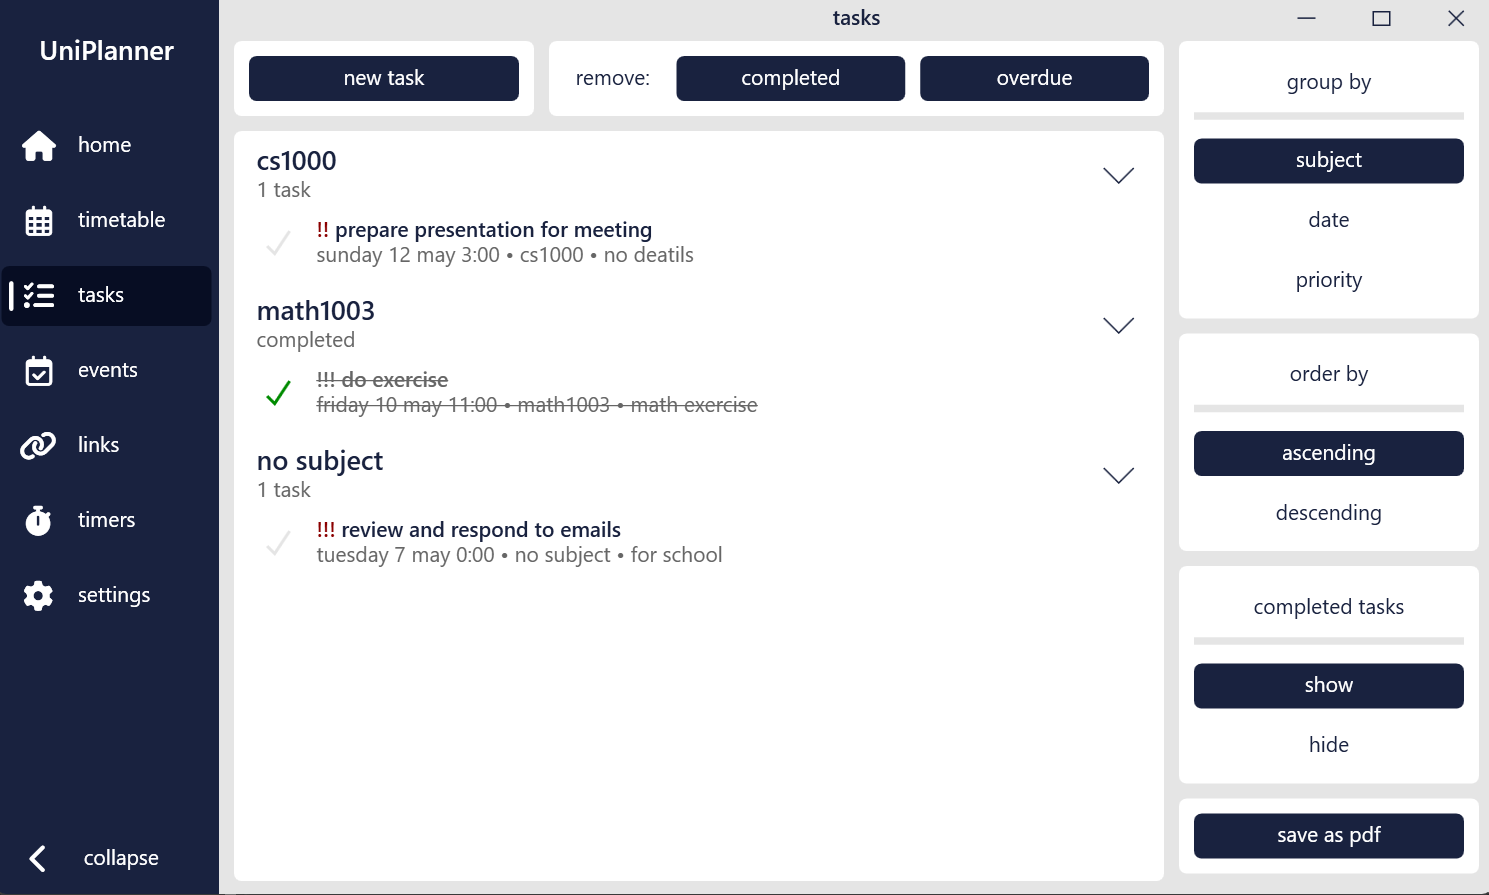 tasks
UniPlanner
home
timetable
tasks
events
links
timers
settings
collapse
new task
remove:
completed
overdue
cs1000
1 task
!! prepare presentation for meeting
sunday 12 may 3:00 • cs1000 • no deatils
math1003
completed
!!! do exercise
friday 10 may 11:00 • math1003 • math exercise
no subject
1 task
!!! review and respond to emails
tuesday 7 may 0:00 • no subject • for school
group by
subject
date
priority
order by
ascending
descending
completed tasks
show
hide
save as pdf